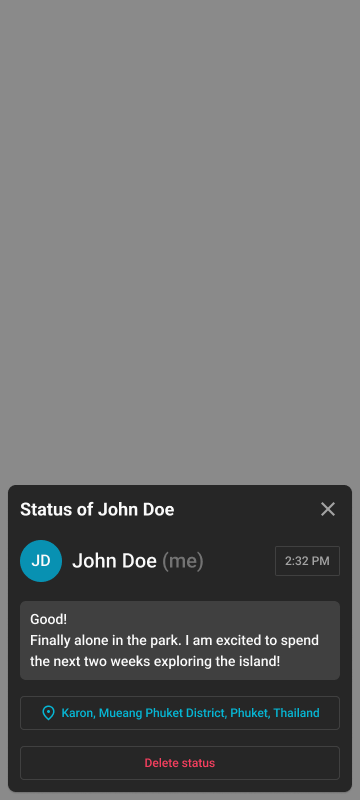 Status of John Doe
JD
John Doe (me)
2:32 PM
Good!
Finally alone in the park. I am excited to spend
the next two weeks exploring the island!
Karon, Mueang Phuket District, Phuket, Thailand
Delete status